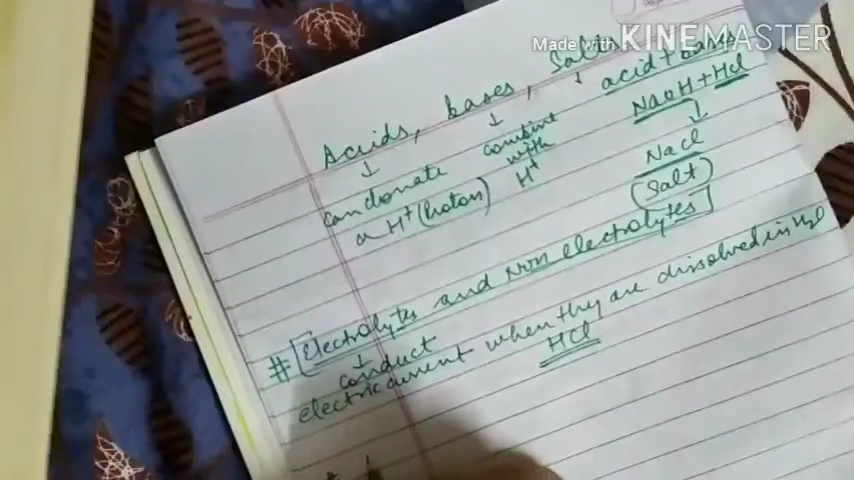 Made with KINEMASTER
Acids, bases, Salts
↓ ↓ ↓ acid + base
can donate combine NaOH + HCl
a H+ (Proton) with ↓
H+ NaCl
(Salt)
# [Electrolytes and Non electrolytes]
↓
conduct
electric current when they are dissolved in H2O
HCl